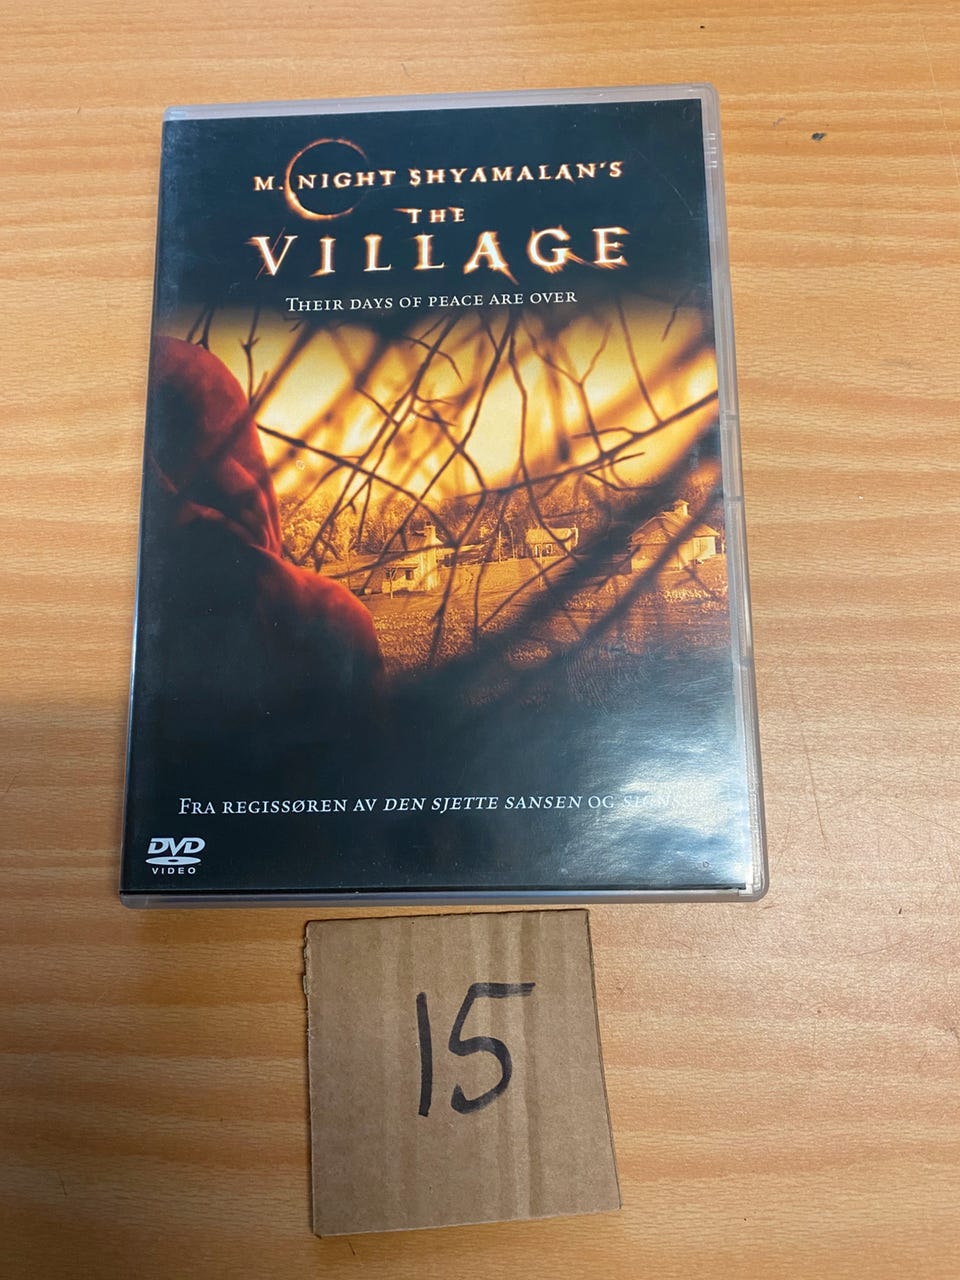 M. NIGHT SHYAMALAN'S
THE
VILLAGE
THEIR DAYS OF PEACE ARE OVER
FRA REGISSØREN AV DEN SJETTE SANSEN OG SIGNS
DVD
VIDEO
15